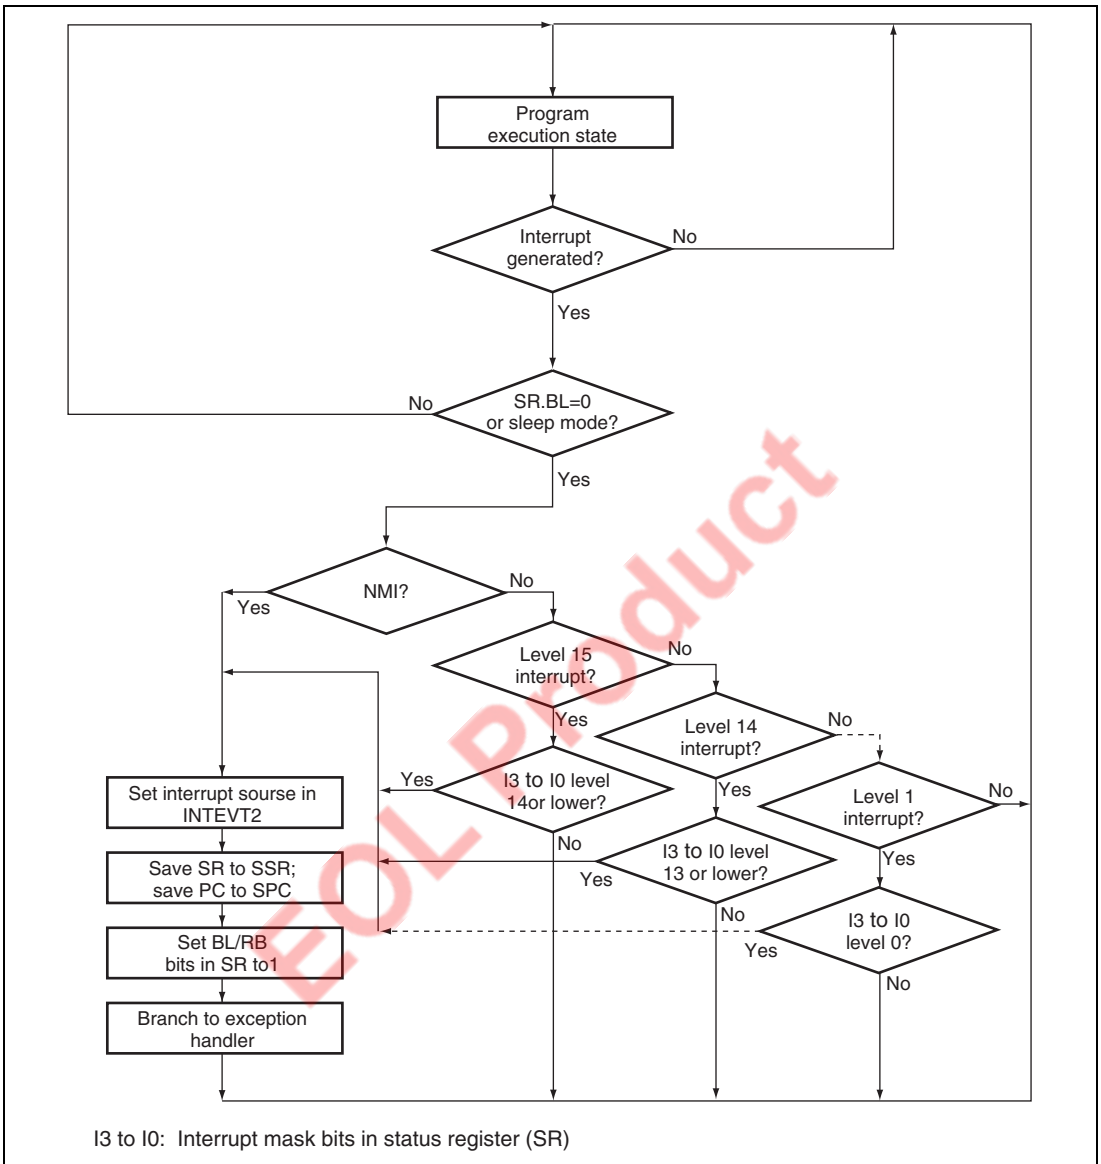 Program
execution state
Interrupt
generated?
No
Yes
SR.BL=0
or sleep mode?
No
Yes
NMI?
No
Yes
Level 15
interrupt?
No
Yes
Level 14
interrupt?
No
Yes
I3 to I0 level
14or lower?
Yes
No
Level 1
interrupt?
No
Yes
Set interrupt sourse in
INTEVT2
I3 to I0 level
13 or lower?
Yes
No
Save SR to SSR;
save PC to SPC
I3 to I0
level 0?
Yes
No
Set BL/RB
bits in SR to1
Branch to exception
handler
EOL Product
I3 to I0: Interrupt mask bits in status register (SR)